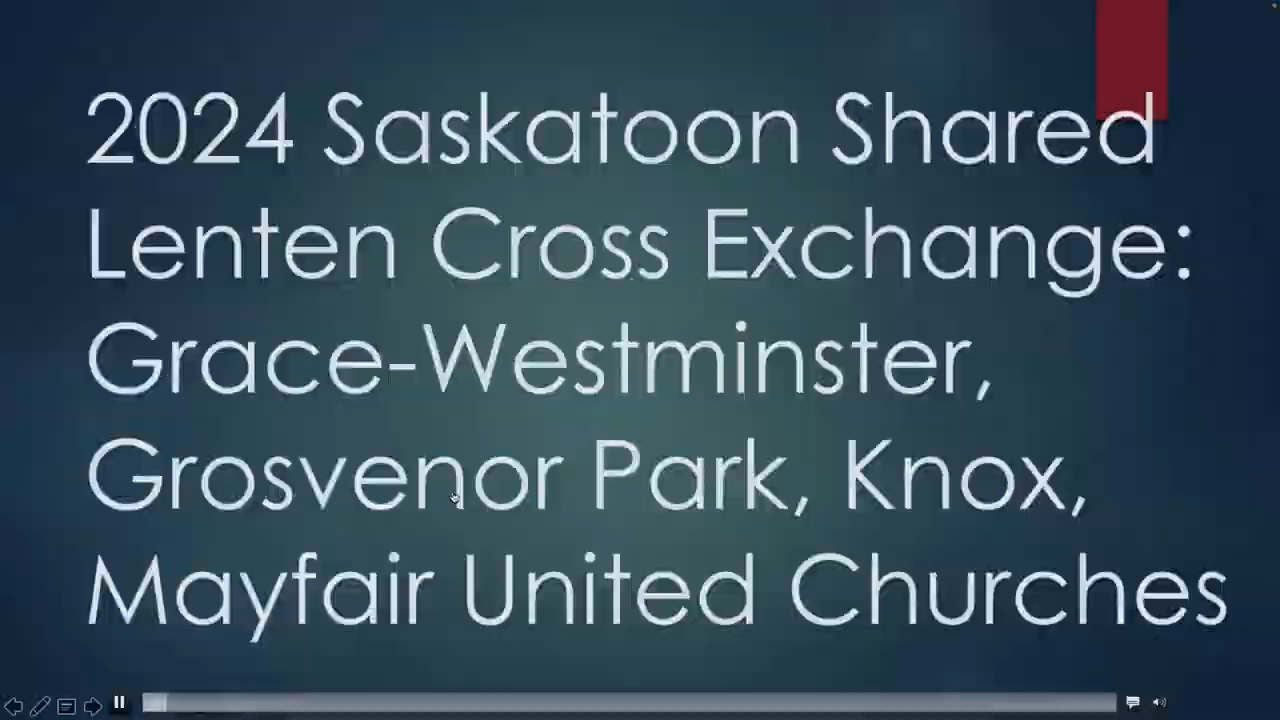 2024 Saskatoon Shared
Lenten Cross Exchange:
Grace-Westminster,
Grosvenor Park, Knox,
Mayfair United Churches